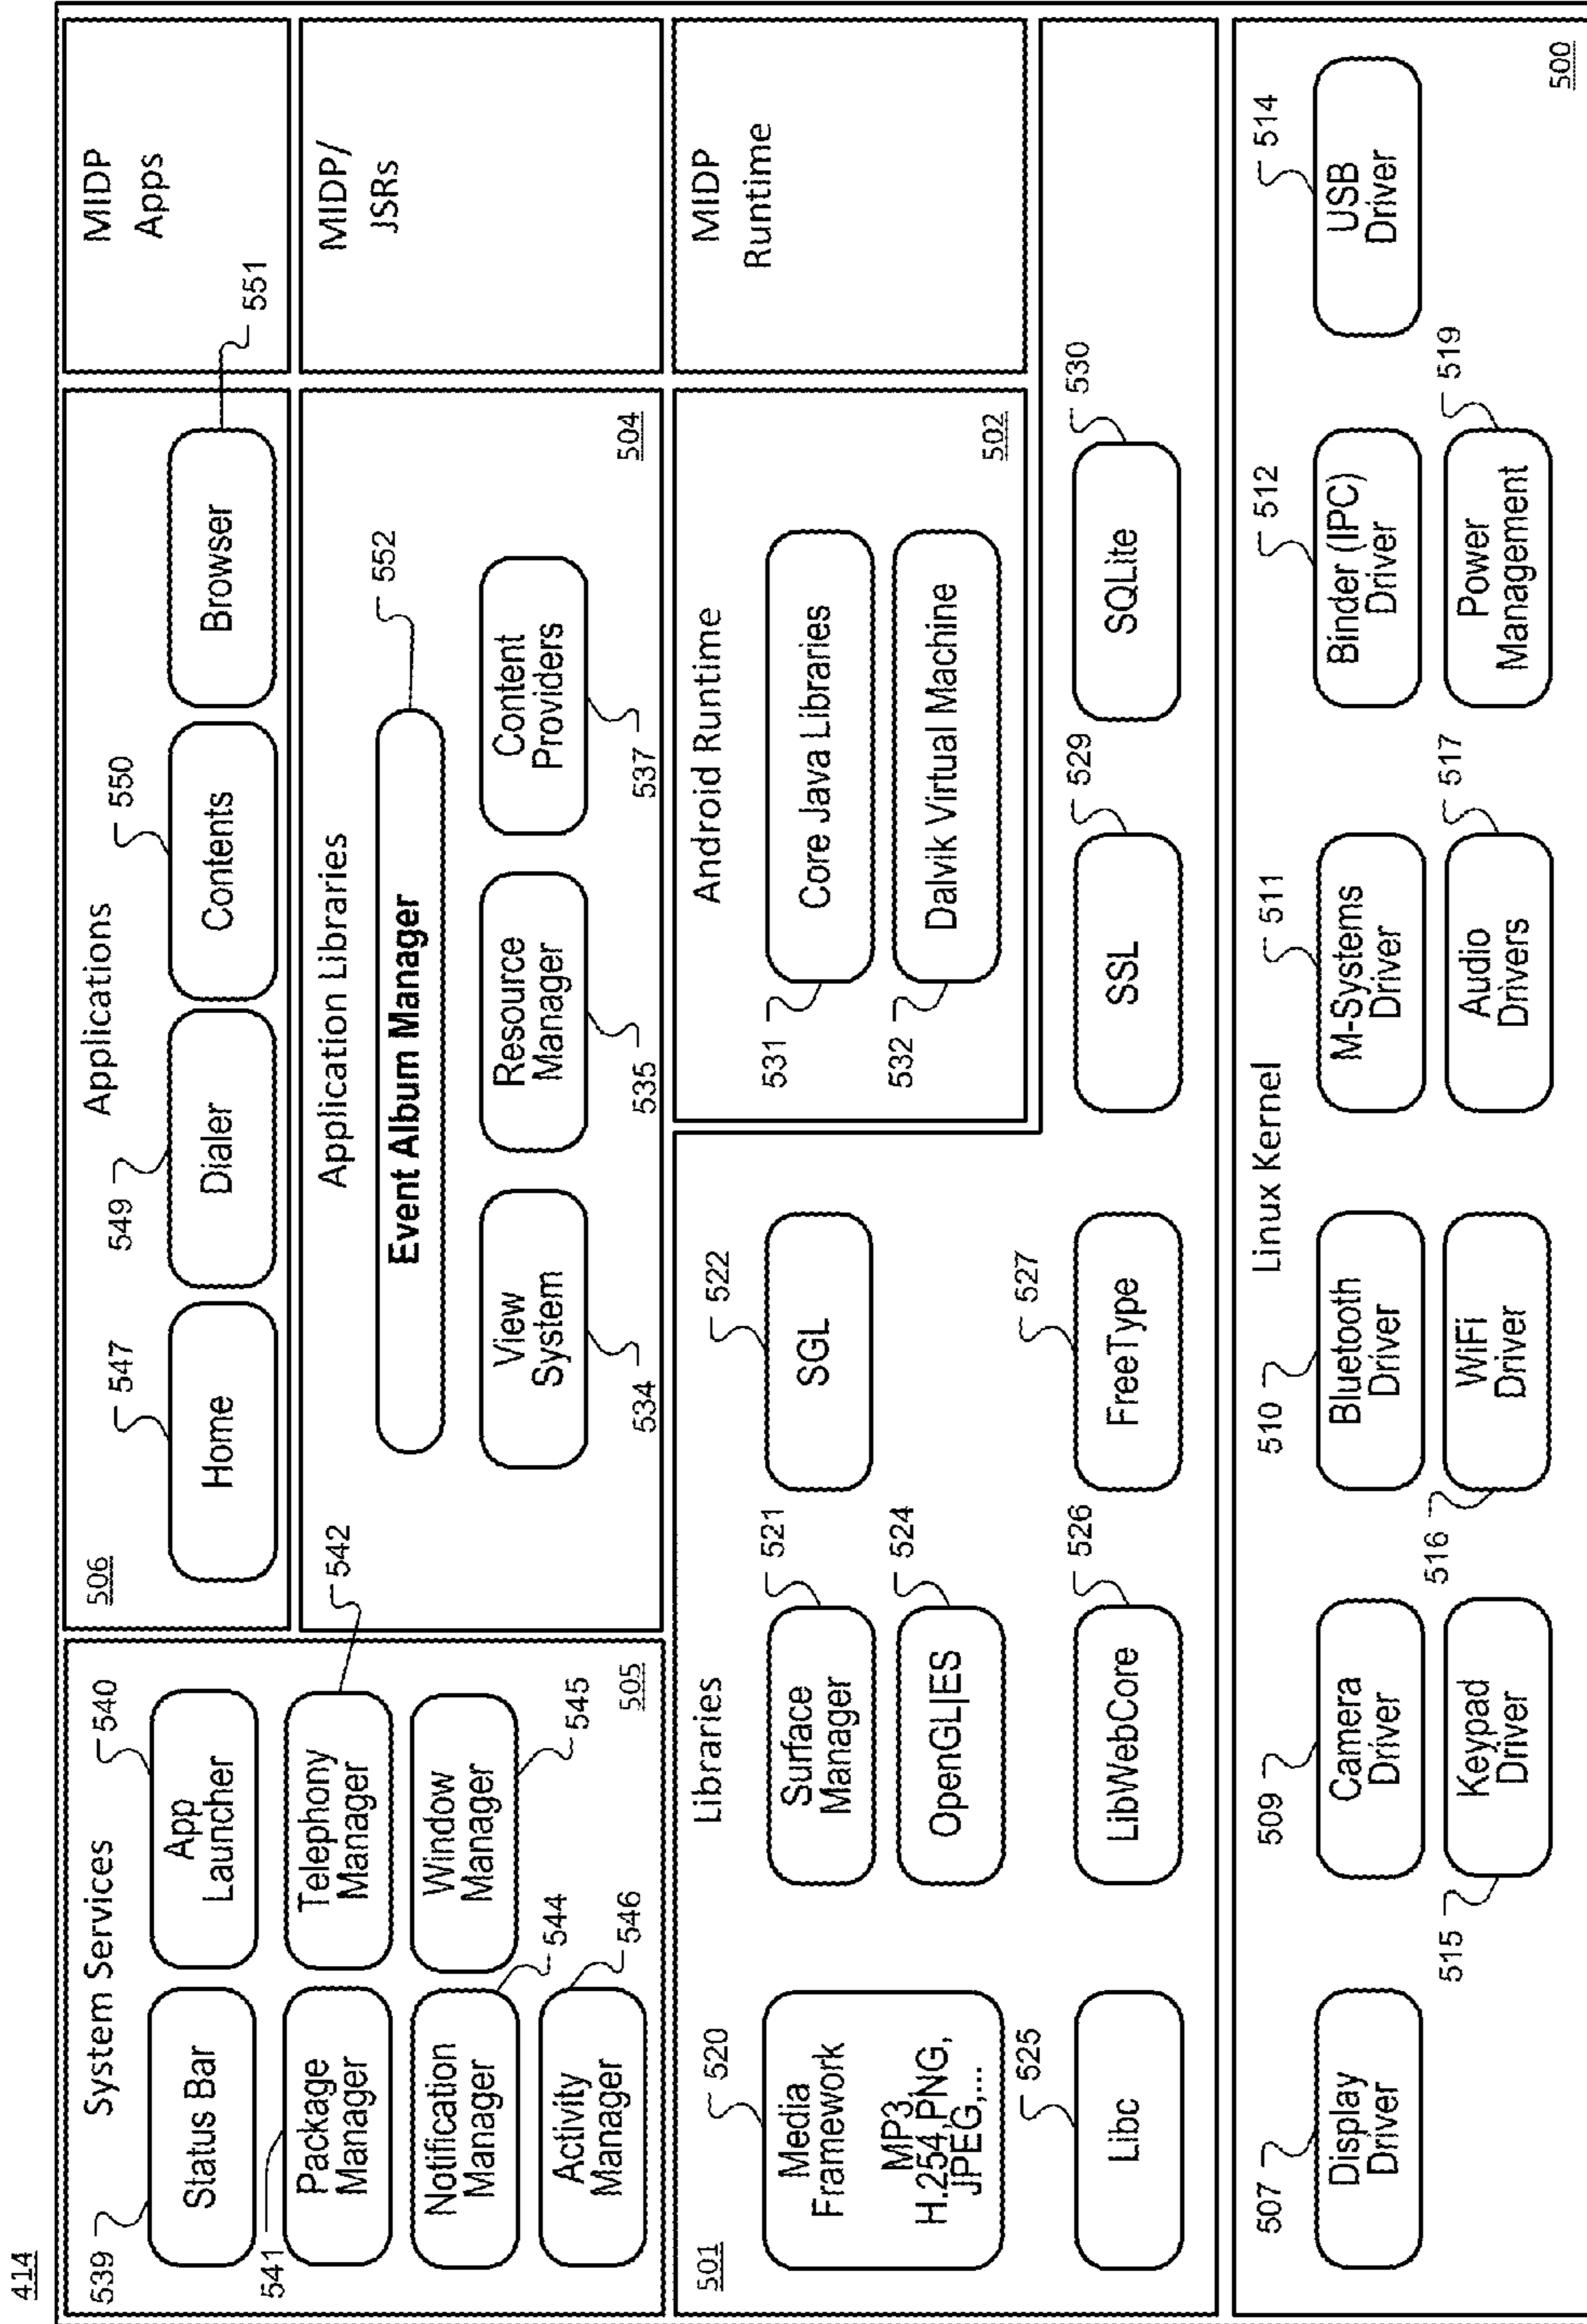 414
System Services
539
Status Bar
540
App
Launcher
541
Package
Manager
542
Telephony
Manager
Notification
Manager
544
Window
Manager
545
Activity
Manager
546
505
506
Applications
547
Home
549
Dialer
550
Contents
Browser
551
MIDP
Apps
Application Libraries
Event Album Manager
552
View
System
534
Resource
Manager
535
Content
Providers
537
504
MIDP/
JSRs
501
Libraries
520
Media
Framework
MP3,
H.254,PNG,
JPEG,...
521
Surface
Manager
522
SGL
524
OpenGL|ES
525
Libc
526
LibWebCore
527
FreeType
529
SSL
530
SQLite
Android Runtime
531
Core Java Libraries
532
Dalvik Virtual Machine
502
MIDP
Runtime
Linux Kernel
507
Display
Driver
509
Camera
Driver
510
Bluetooth
Driver
511
M-Systems
Driver
512
Binder (IPC)
Driver
514
USB
Driver
515
Keypad
Driver
516
WiFi
Driver
517
Audio
Drivers
519
Power
Management
500